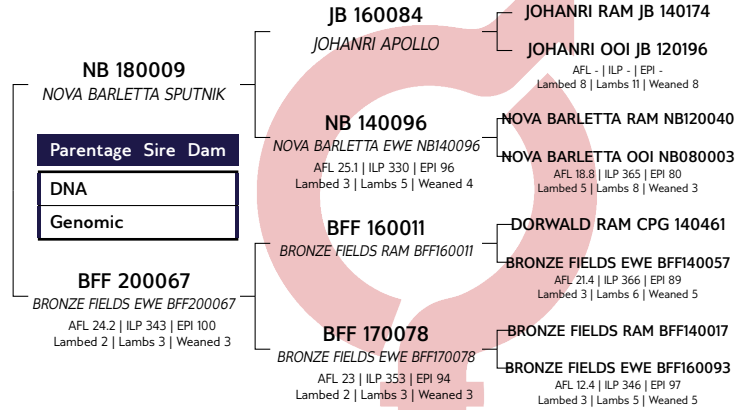 NB 180009
NOVA BARLETTA SPUTNIK
Parentage Sire Dam
DNA
Genomic
BFF 200067
BRONZE FIELDS EWE BFF200067
AFL 24.2 | ILP 343 | EPI 100
Lambed 2 | Lambs 3 | Weaned 3
JB 160084
JOHANRI APOLLO
NB 140096
NOVA BARLETTA EWE NB140096
AFL 25.1 | ILP 330 | EPI 96
Lambed 3 | Lambs 5 | Weaned 4
BFF 160011
BRONZE FIELDS RAM BFF160011
BFF 170078
BRONZE FIELDS EWE BFF170078
AFL 23 | ILP 353 | EPI 94
Lambed 2 | Lambs 3 | Weaned 3
JOHANRI RAM JB 140174
JOHANRI OOI JB 120196
AFL - | ILP - | EPI -
Lambed 8 | Lambs 11 | Weaned 8
NOVA BARLETTA RAM NB120040
NOVA BARLETTA OOI NB080003
AFL 18.8 | ILP 365 | EPI 80
Lambed 5 | Lambs 8 | Weaned 3
DORWALD RAM CPG 140461
BRONZE FIELDS EWE BFF140057
AFL 21.4 | ILP 366 | EPI 89
Lambed 3 | Lambs 6 | Weaned 5
BRONZE FIELDS RAM BFF140017
BRONZE FIELDS EWE BFF160093
AFL 12.4 | ILP 346 | EPI 97
Lambed 3 | Lambs 5 | Weaned 5